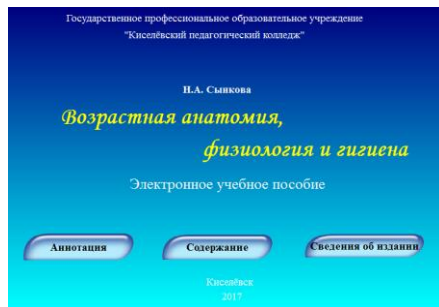 Государственное профессиональное образовательное учреждение
"Киселёвский педагогический колледж"
Н.А. Сынкова
Возрастная анатомия,
физиология и гигиена
Электронное учебное пособие
Аннотация
Содержание
Сведения об издании
Киселёвск
2017